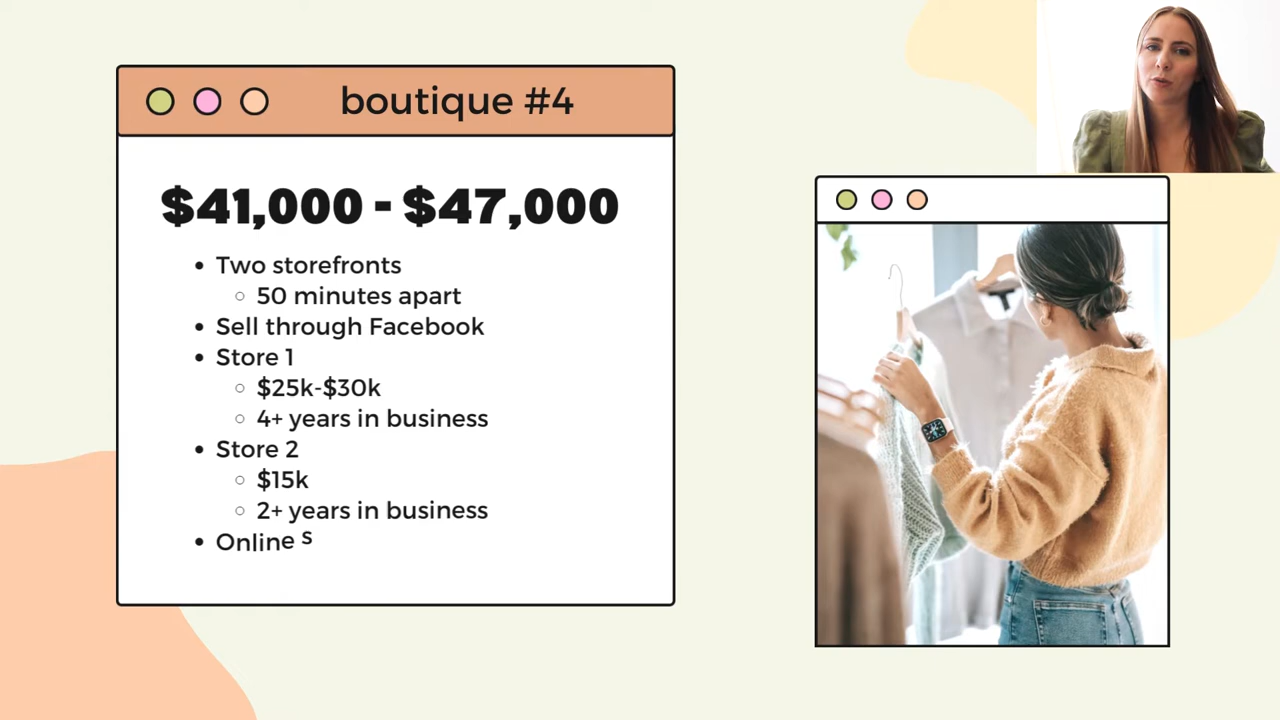 boutique #4
$41,000 - $47,000
• Two storefronts
○ 50 minutes apart
• Sell through Facebook
• Store 1
○ $25k-$30k
○ 4+ years in business
• Store 2
○ $15k
○ 2+ years in business
• Online s